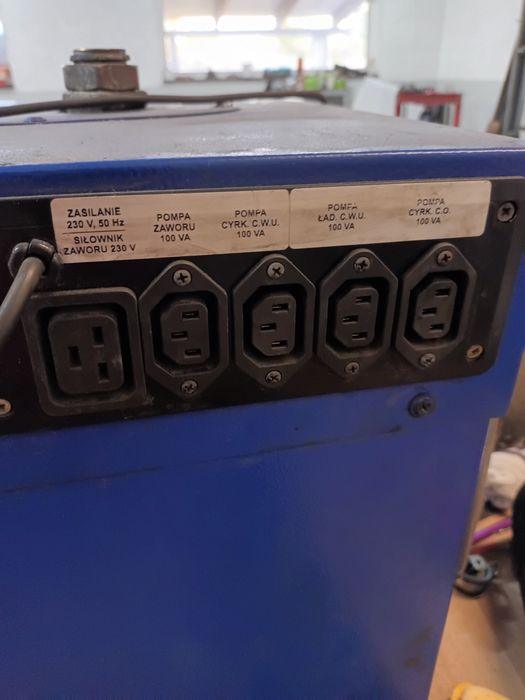 ZASILANIE
230 V, 50 Hz
SIŁOWNIK
ZAWORU 230 V
POMPA
ZAWORU
100 VA
POMPA
CYRK. C.W.U.
100 VA
POMPA
ŁAD. C.W.U.
100 VA
POMPA
CYRK. C.O.
100 VA